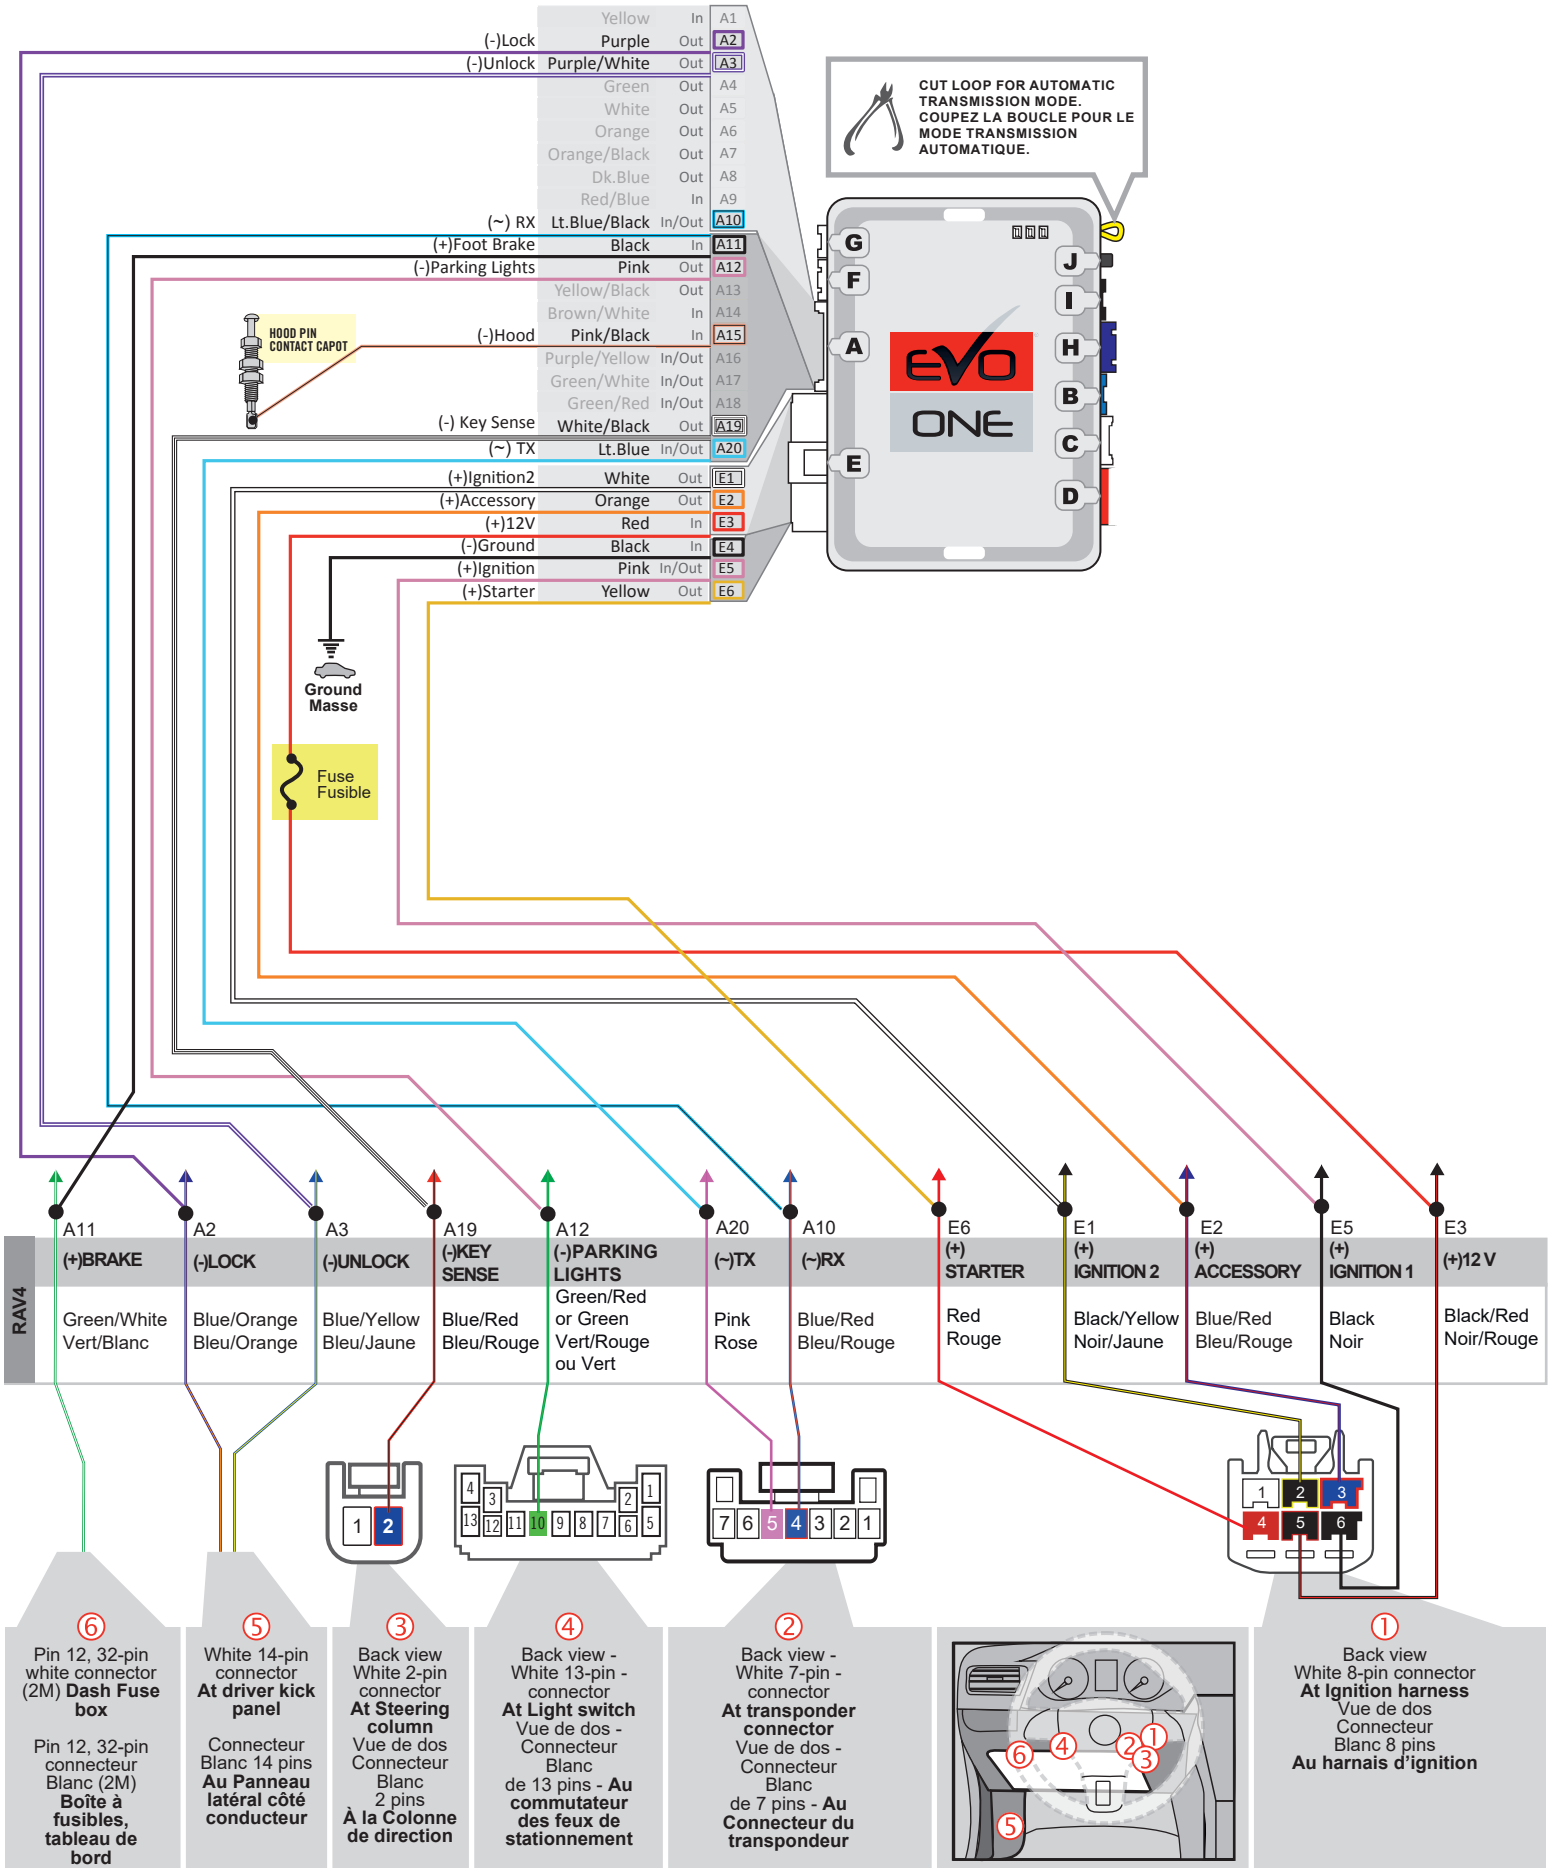 Yellow In A1
(-)Lock Purple Out A2
(-)Unlock Purple/White Out A3
Green Out A4
White Out A5
Orange Out A6
Orange/Black Out A7
Dk.Blue Out A8
Red/Blue In A9
(~) RX Lt.Blue/Black In/Out A10
(+)Foot Brake Black In A11
(-)Parking Lights Pink Out A12
Yellow/Black Out A13
Brown/White In A14
(-)Hood Pink/Black In A15
Purple/Yellow In/Out A16
Green/White In/Out A17
Green/Red In/Out A18
(-) Key Sense White/Black Out A19
(~) TX Lt.Blue In/Out A20
(+)Ignition2 White Out E1
(+)Accessory Orange Out E2
(+)12V Red In E3
(-)Ground Black In E4
(+)Ignition Pink In/Out E5
(+)Starter Yellow Out E6
HOOD PIN
CONTACT CAPOT
CUT LOOP FOR AUTOMATIC
TRANSMISSION MODE.
COUPEZ LA BOUCLE POUR LE
MODE TRANSMISSION
AUTOMATIQUE.
G
F
A
E
J
I
H
B
C
D
EVO
ONE
Ground
Masse
Fuse
Fusible
RAV4
A11
(+)BRAKE
Green/White
Vert/Blanc
A2
(-)LOCK
Blue/Orange
Bleu/Orange
A3
(-)UNLOCK
Blue/Yellow
Bleu/Jaune
A19
(-)KEY
SENSE
Blue/Red
Bleu/Rouge
A12
(-)PARKING
LIGHTS
Green/Red
or Green
Vert/Rouge
ou Vert
A20
(~)TX
Pink
Rose
A10
(~)RX
Blue/Red
Bleu/Rouge
E6
(+)
STARTER
Red
Rouge
E1
(+)
IGNITION 2
Black/Yellow
Noir/Jaune
E2
(+)
ACCESSORY
Blue/Red
Bleu/Rouge
E5
(+)
IGNITION 1
Black
Noir
E3
(+)12 V
Black/Red
Noir/Rouge
1 2
4 3 2 1
13 12 11 10 9 8 7 6 5
7 6 5 4 3 2 1
1 2 3
4 5 6
6
Pin 12, 32-pin
white connector
(2M) Dash Fuse
box
Pin 12, 32-pin
connecteur
Blanc (2M)
Boîte à
fusibles,
tableau de
bord
5
White 14-pin
connector
At driver kick
panel
Connecteur
Blanc 14 pins
Au Panneau
latéral côté
conducteur
3
Back view
White 2-pin
connector
At Steering
column
Vue de dos
Connecteur
Blanc
2 pins
À la Colonne
de direction
4
Back view -
White 13-pin -
connector
At Light switch
Vue de dos -
Connecteur
Blanc
de 13 pins - Au
commutateur
des feux de
stationnement
2
Back view -
White 7-pin -
connector
At transponder
connector
Vue de dos -
Connecteur
Blanc
de 7 pins - Au
Connecteur du
transpondeur
6
4
2
1
3
5
1
Back view
White 8-pin connector
At Ignition harness
Vue de dos
Connecteur
Blanc 8 pins
Au harnais d'ignition